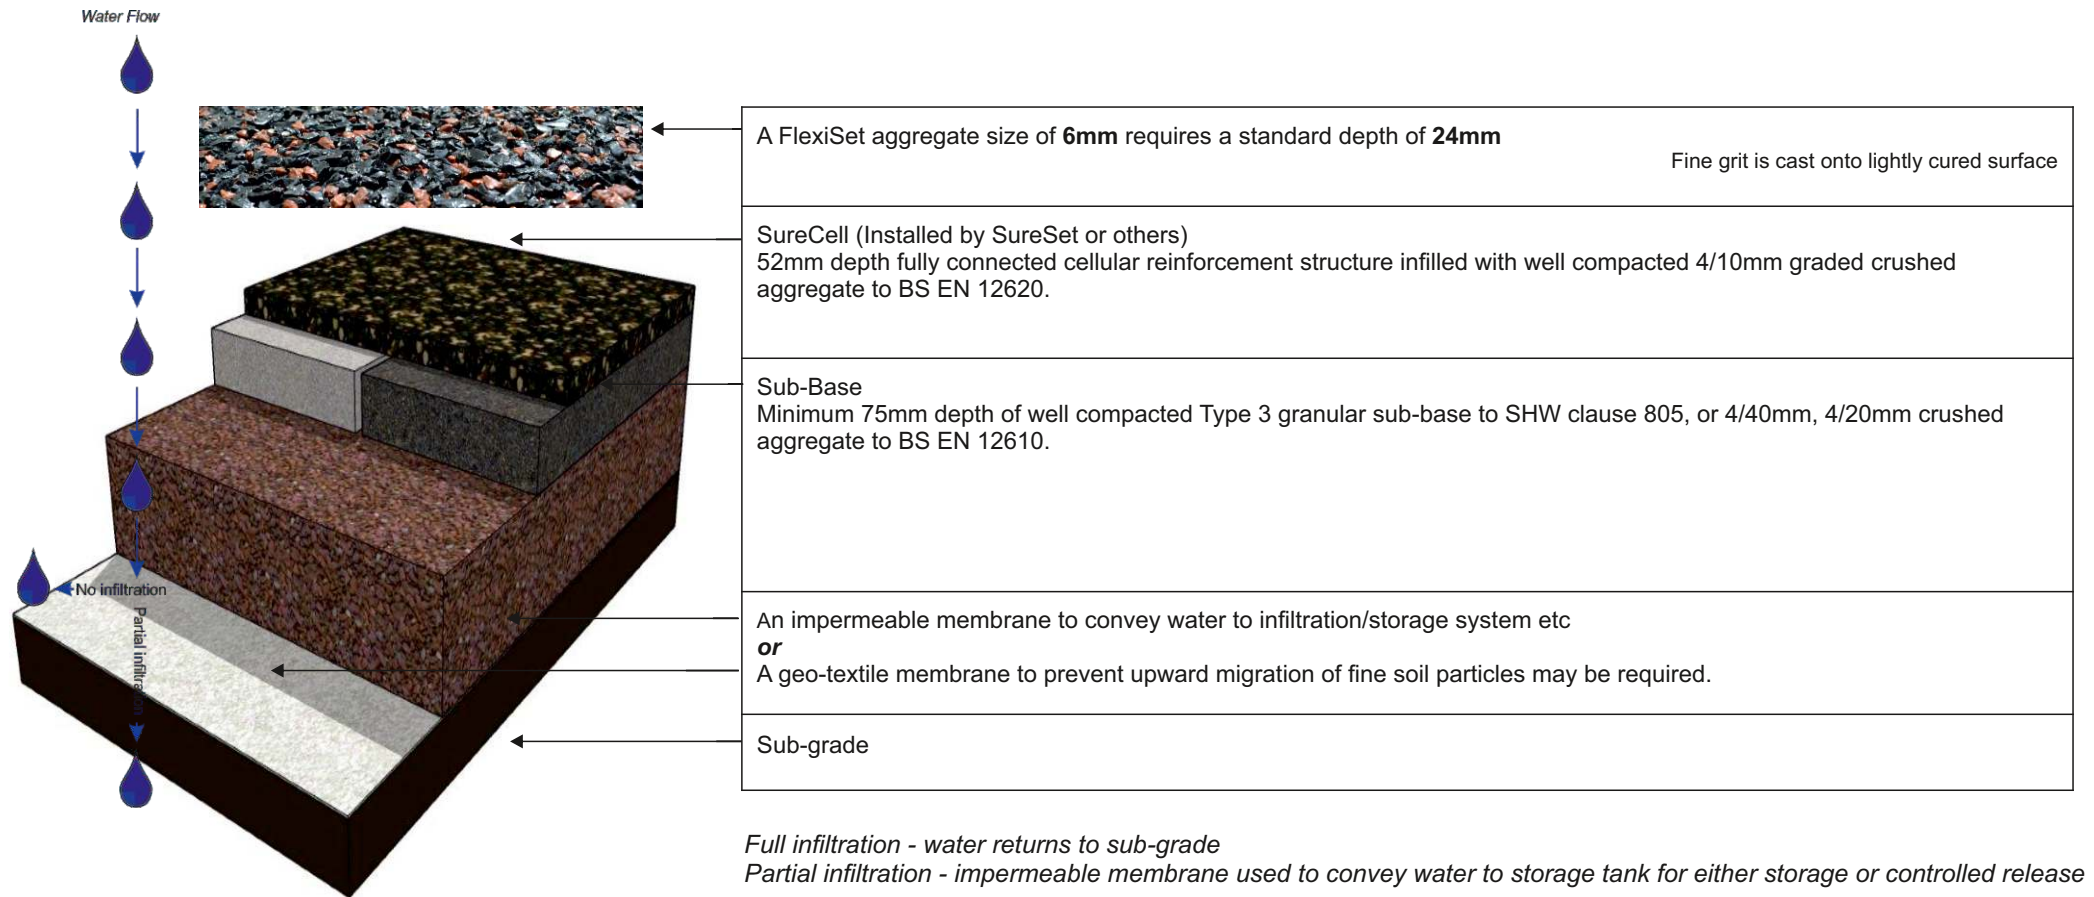 Water Flow
A FlexiSet aggregate size of 6mm requires a standard depth of 24mm
Fine grit is cast onto lightly cured surface
SureCell (Installed by SureSet or others)
52mm depth fully connected cellular reinforcement structure infilled with well compacted 4/10mm graded crushed
aggregate to BS EN 12620.
Sub-Base
Minimum 75mm depth of well compacted Type 3 granular sub-base to SHW clause 805, or 4/40mm, 4/20mm crushed
aggregate to BS EN 12610.
No infiltration
Partial infiltration
An impermeable membrane to convey water to infiltration/storage system etc
or
A geo-textile membrane to prevent upward migration of fine soil particles may be required.
Sub-grade
Full infiltration - water returns to sub-grade
Partial infiltration - impermeable membrane used to convey water to storage tank for either storage or controlled release